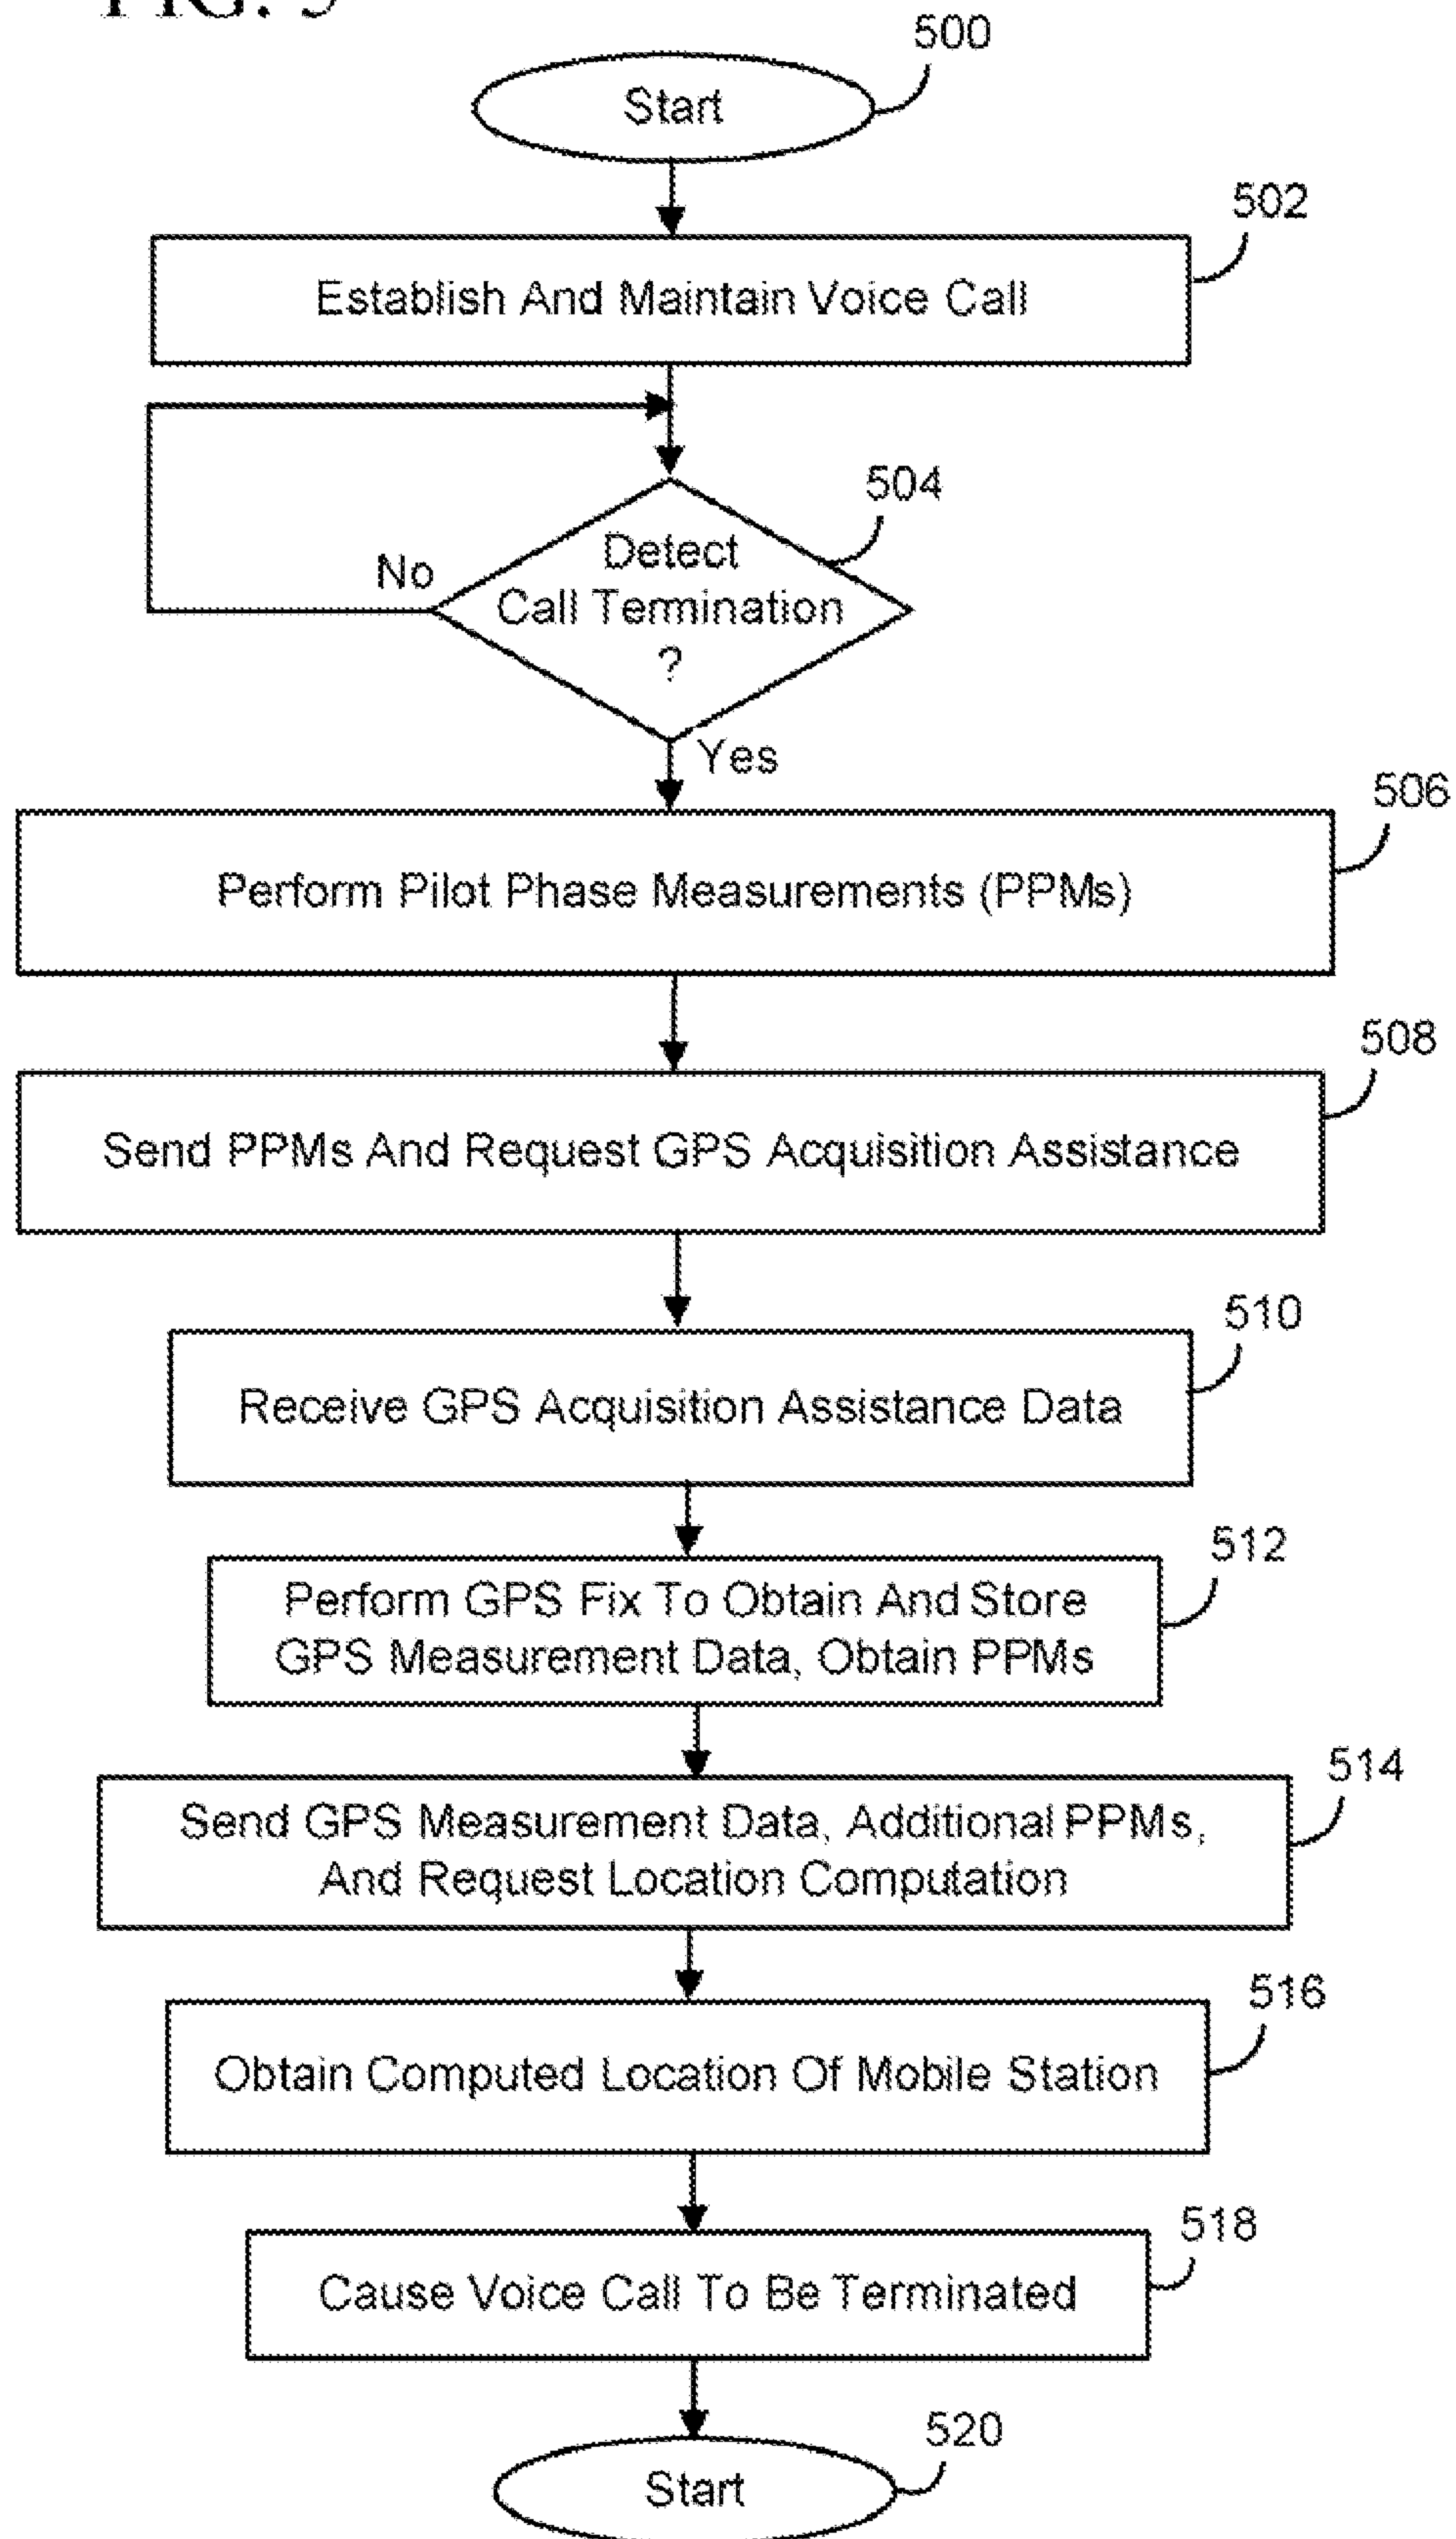 FIG. 5
500
Start
502
Establish And Maintain Voice Call
504
Detect
Call Termination
?
No
Yes
506
Perform Pilot Phase Measurements (PPMs)
508
Send PPMs And Request GPS Acquisition Assistance
510
Receive GPS Acquisition Assistance Data
512
Perform GPS Fix To Obtain And Store
GPS Measurement Data, Obtain PPMs
514
Send GPS Measurement Data, Additional PPMs,
And Request Location Computation
516
Obtain Computed Location Of Mobile Station
518
Cause Voice Call To Be Terminated
520
Start